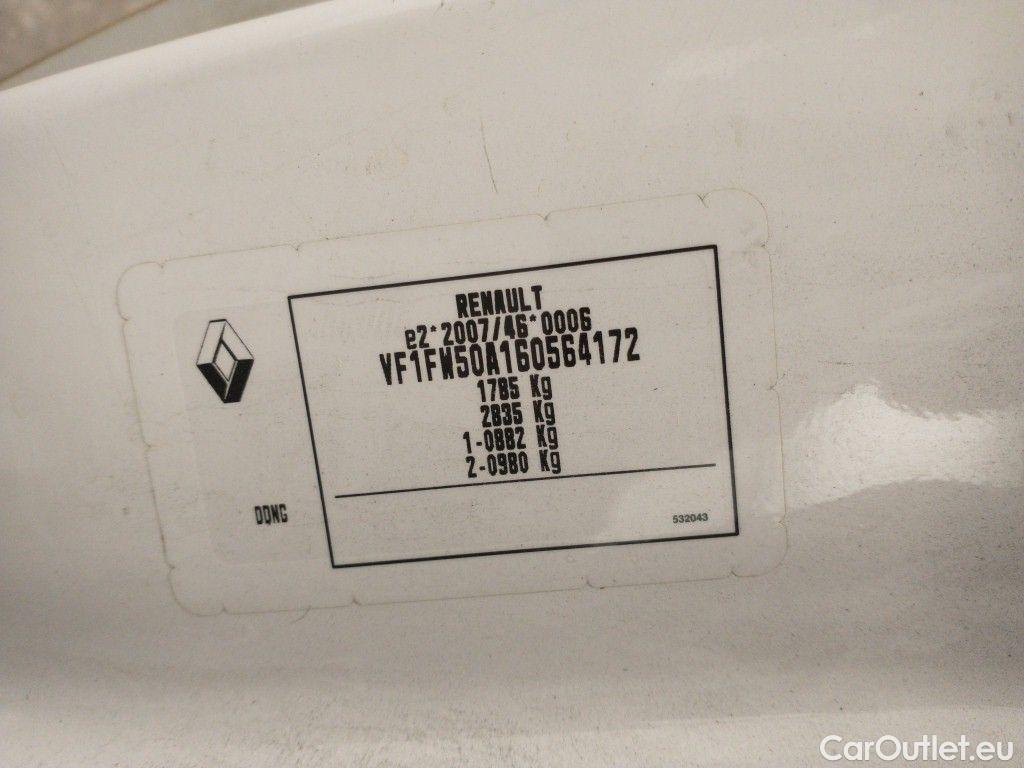 RENAULT
e2*2007/46*0006
VF1FW50A160564172
1785 Kg
2835 Kg
1-0882 Kg
2-0980 Kg
DQNG
532043
CarOutlet.eu